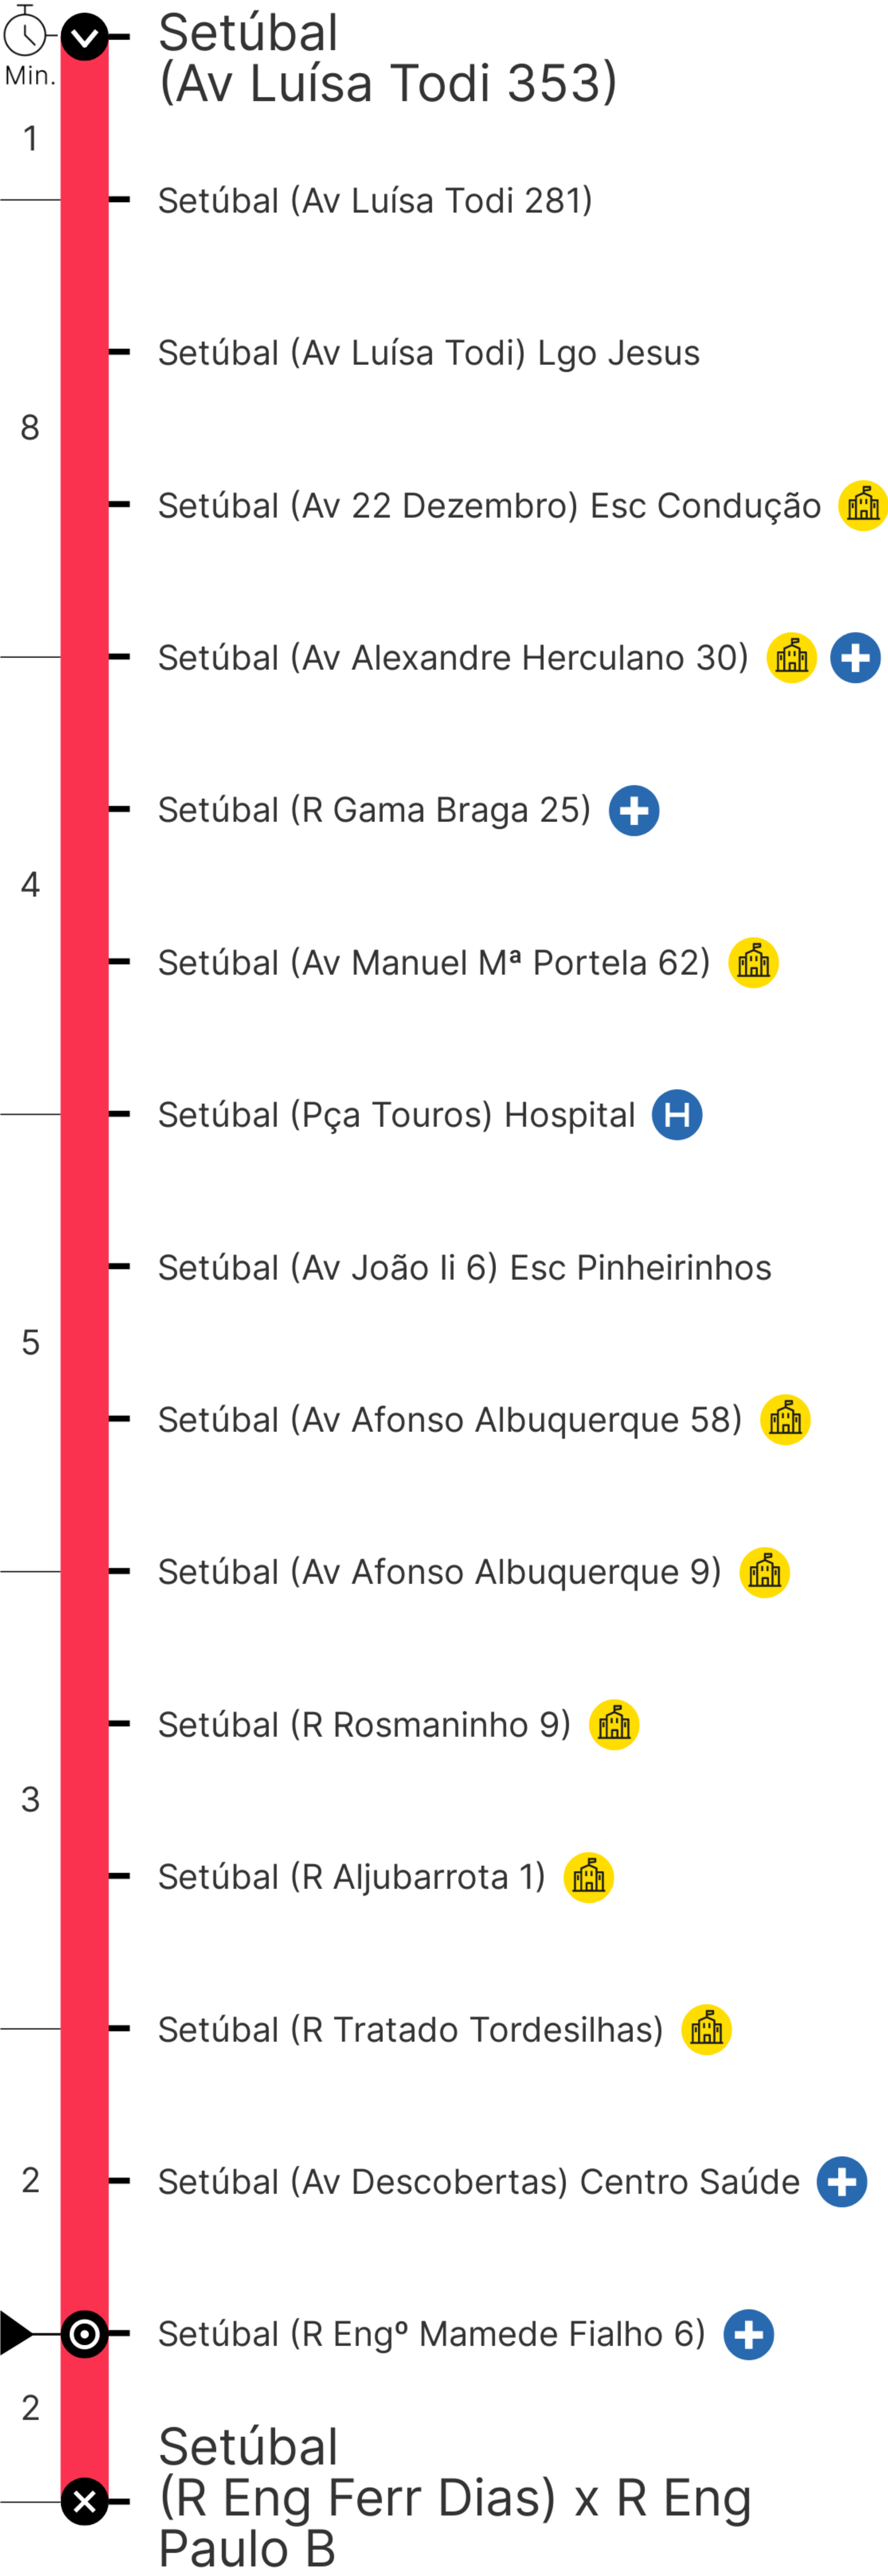 Setúbal
(Av Luísa Todi 353)
Min.
1
Setúbal (Av Luísa Todi 281)
Setúbal (Av Luísa Todi) Lgo Jesus
8
Setúbal (Av 22 Dezembro) Esc Condução
Setúbal (Av Alexandre Herculano 30)
Setúbal (R Gama Braga 25)
4
Setúbal (Av Manuel Mª Portela 62)
Setúbal (Pça Touros) Hospital H
Setúbal (Av João Ii 6) Esc Pinheirinhos
5
Setúbal (Av Afonso Albuquerque 58)
Setúbal (Av Afonso Albuquerque 9)
Setúbal (R Rosmaninho 9)
3
Setúbal (R Aljubarrota 1)
Setúbal (R Tratado Tordesilhas)
2
Setúbal (Av Descobertas) Centro Saúde
Setúbal (R Engº Mamede Fialho 6)
2
Setúbal
(R Eng Ferr Dias) x R Eng
Paulo B